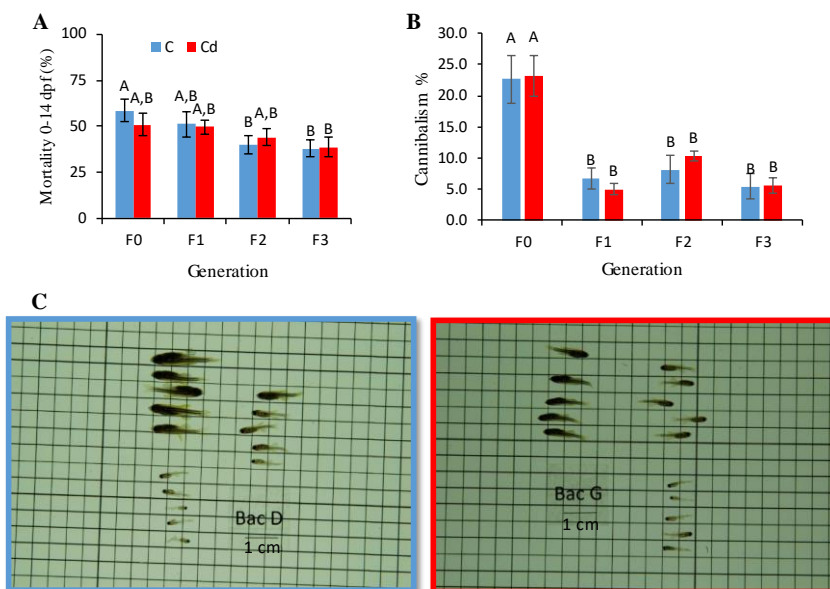 A
Mortality 0-14 dpf (%)
100
75
50
25
0
C Cd
A
A,B
A,B
A,B
B
A,B
B
B
F0 F1 F2 F3
Generation
B
Cannibalism %
30.0
25.0
20.0
15.0
10.0
5.0
0.0
A A
B B
B B
B B
F0 F1 F2 F3
Generation
C
Bac D
1 cm
Bac G
1 cm